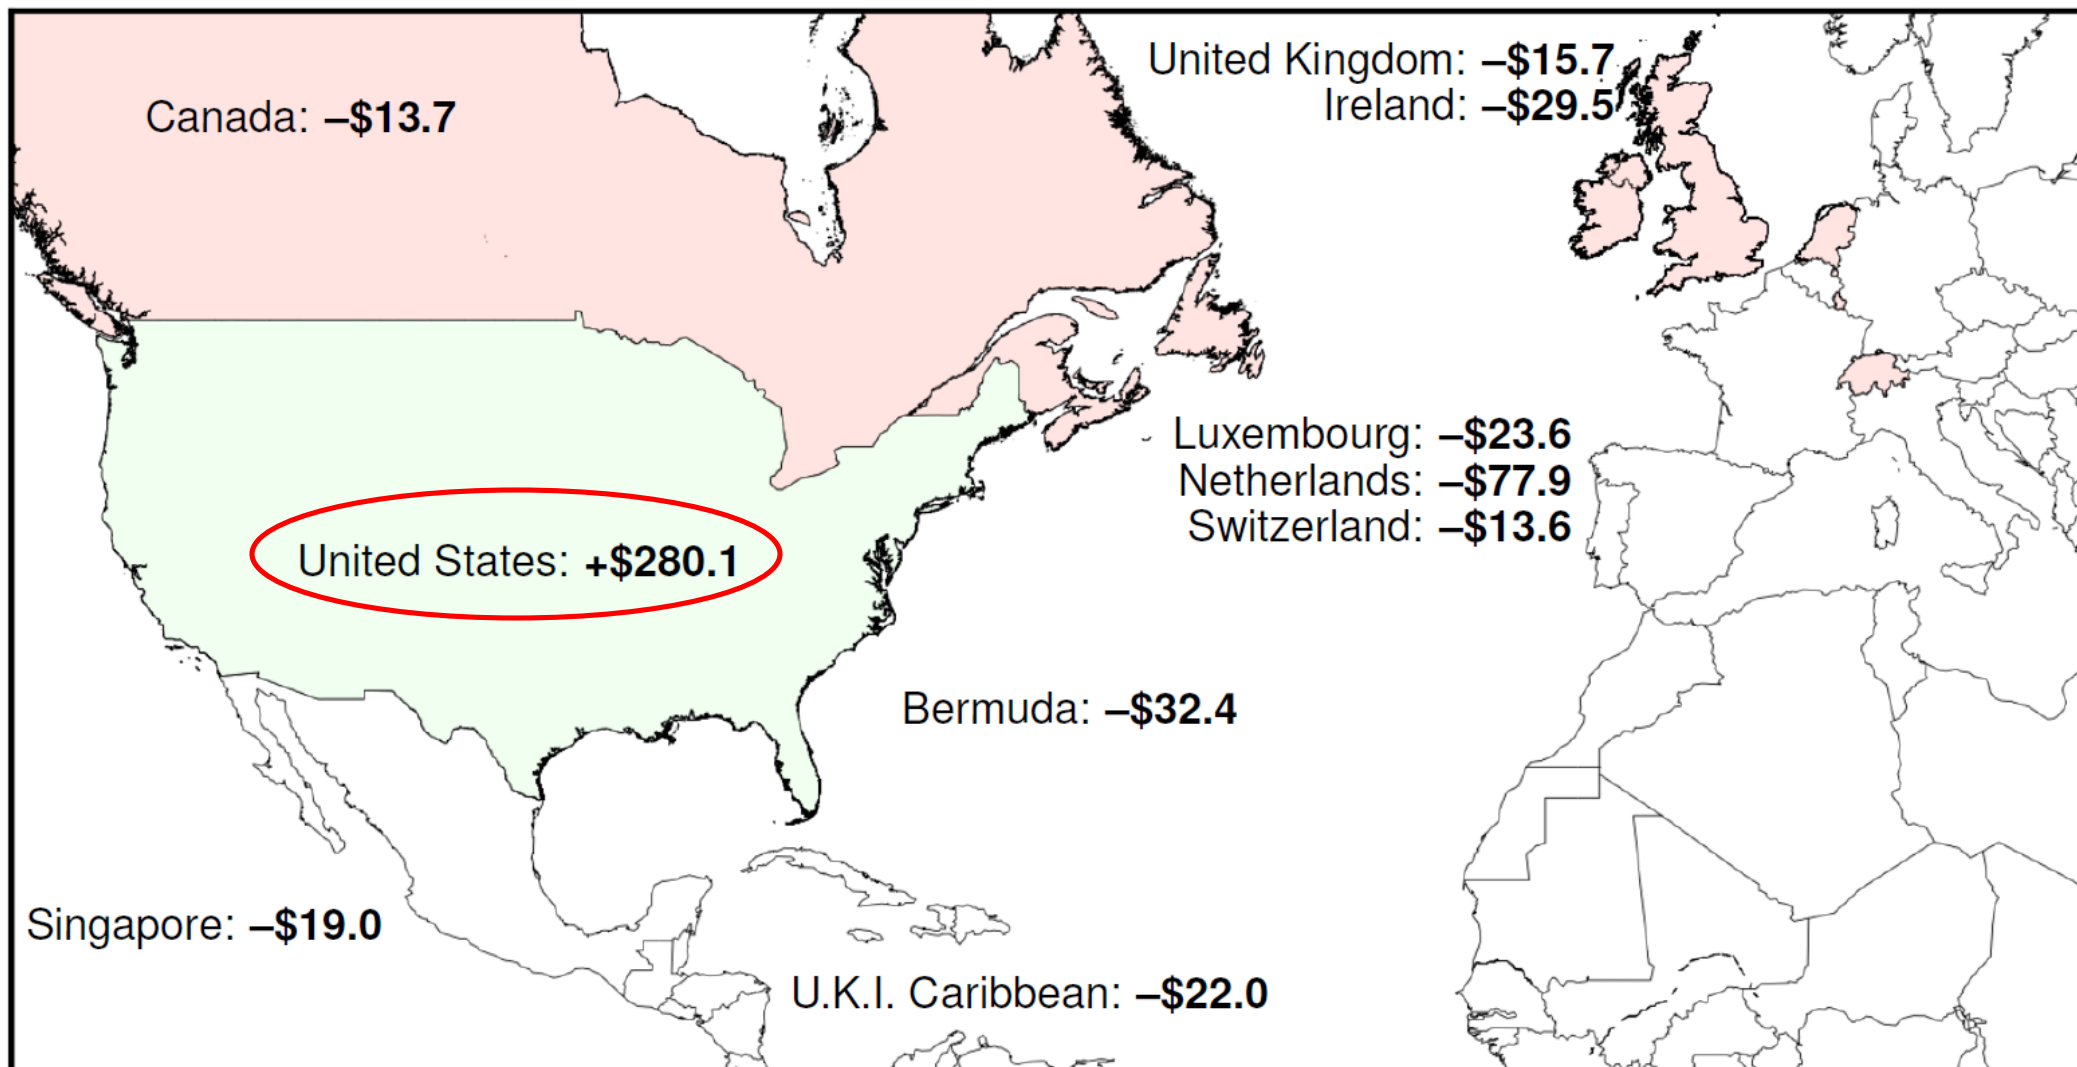 United Kingdom: –$15.7
Ireland: –$29.5
Canada: –$13.7
Luxembourg: –$23.6
Netherlands: –$77.9
Switzerland: –$13.6
United States: +$280.1
Bermuda: –$32.4
Singapore: –$19.0
U.K.I. Caribbean: –$22.0